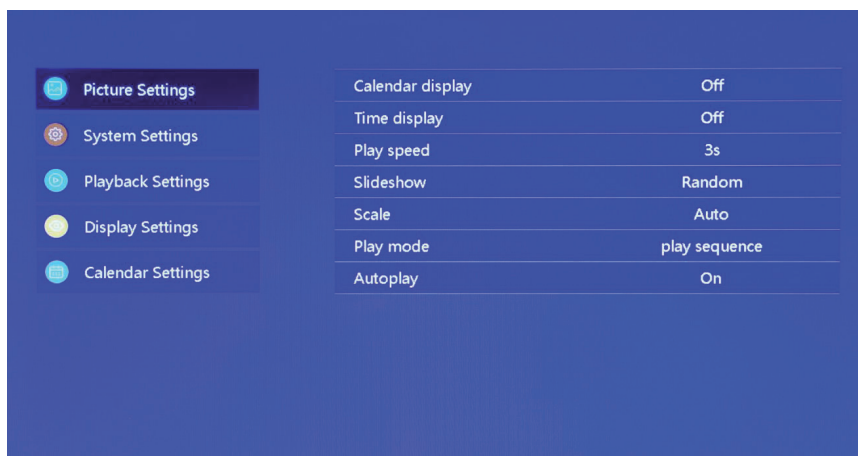 Picture Settings
System Settings
Playback Settings
Display Settings
Calendar Settings
Calendar display Off
Time display Off
Play speed 3s
Slideshow Random
Scale Auto
Play mode play sequence
Autoplay On